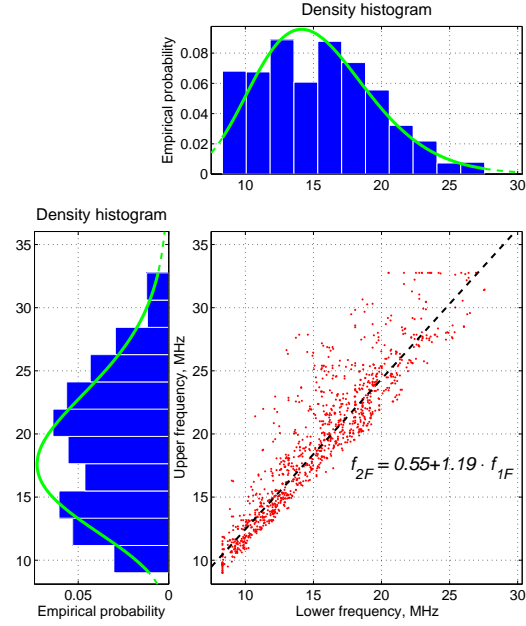 Density histogram
Empirical probability
0.08
0.06
0.04
0.02
0
10 15 20 25 30
Density histogram
35
30
25
20
15
10
0.05 0
Empirical probability
Upper frequency, MHz
35
30
25
20
15
10
f2F = 0.55+1.19 · f1F
10 15 20 25 30
Lower frequency, MHz